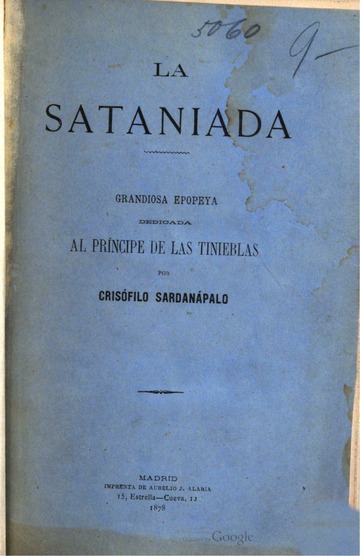 5060
9-
LA
SATANIADA
GRANDIOSA EPOPEYA
DEDICADA
AL PRÍNCIPE DE LAS TINIEBLAS
POR
CRISÓFILO SARDANÁPALO
MADRID
IMPRENTA DE AURELIO J. ALARIA
15, Estrella—Cueva, 12
1878
Google